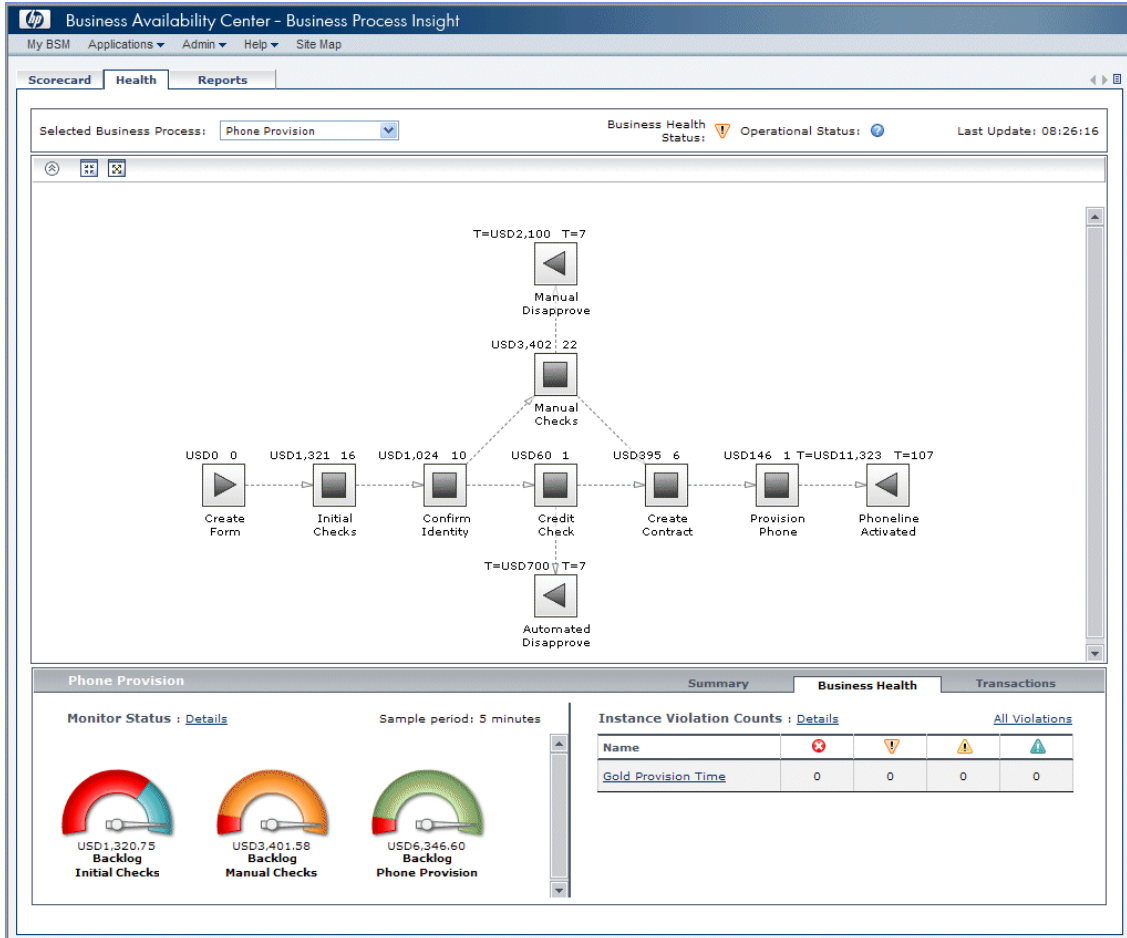 hp
Business Availability Center - Business Process Insight
My BSM Applications Admin Help Site Map
Scorecard Health Reports
Selected Business Process: Phone Provision
Business Health Status: Operational Status: Last Update: 08:26:16
T=USD2,100 T=7
Manual
Disapprove
USD3,402 22
Manual
Checks
USD0 0 USD1,321 16 USD1,024 10 USD60 1 USD395 6 USD146 1 T=USD11,323 T=107
Create Form
Initial Checks
Confirm Identity
Credit Check
Create Contract
Provision Phone
Phoneline Activated
T=USD700 T=7
Automated
Disapprove
Phone Provision
Summary Business Health Transactions
Monitor Status : Details Sample period: 5 minutes
USD1,320.75
Backlog
Initial Checks
USD3,401.58
Backlog
Manual Checks
USD6,346.60
Backlog
Phone Provision
Instance Violation Counts : Details All Violations
Name
Gold Provision Time 0 0 0 0